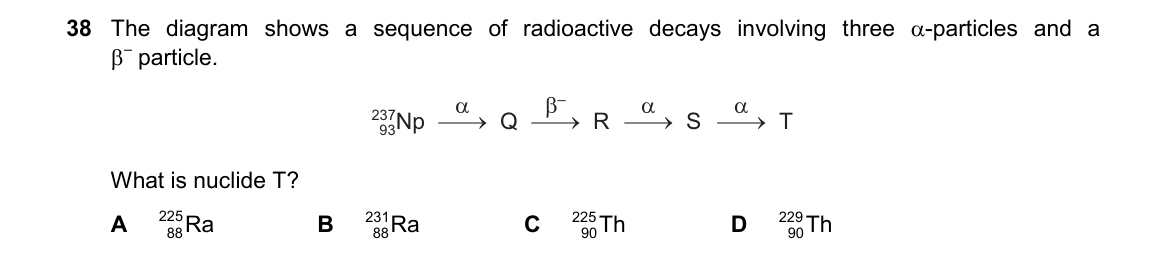 38 The diagram shows a sequence of radioactive decays involving three α-particles and a
β⁻ particle.
²³⁷₉₃Np —α→ Q —β⁻→ R —α→ S —α→ T
What is nuclide T?
A ²²⁵₈₈Ra B ²³¹₈₈Ra C ²²⁵₉₀Th D ²²⁹₉₀Th